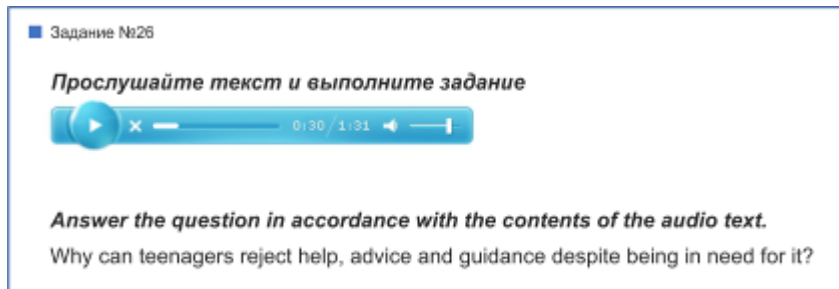 Задание №26
Прослушайте текст и выполните задание
0:30/1:31
Answer the question in accordance with the contents of the audio text.
Why can teenagers reject help, advice and guidance despite being in need for it?